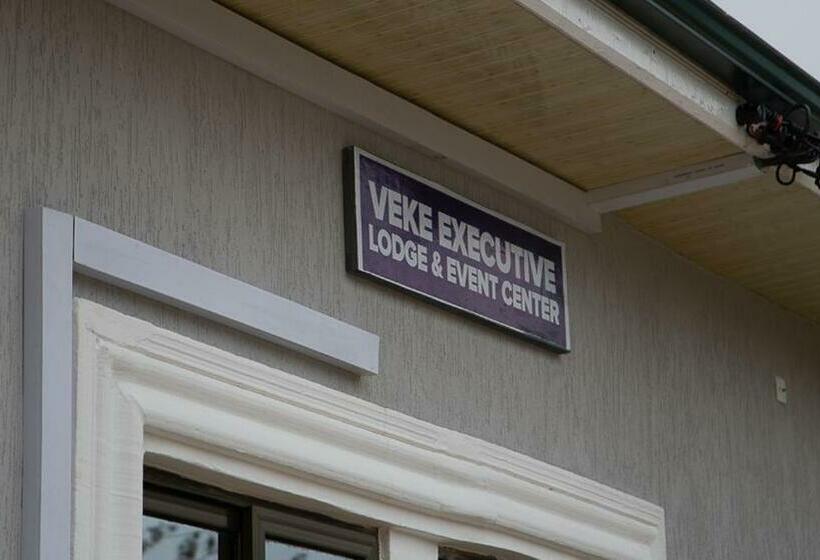 VEKE EXECUTIVE
LODGE & EVENT CENTER